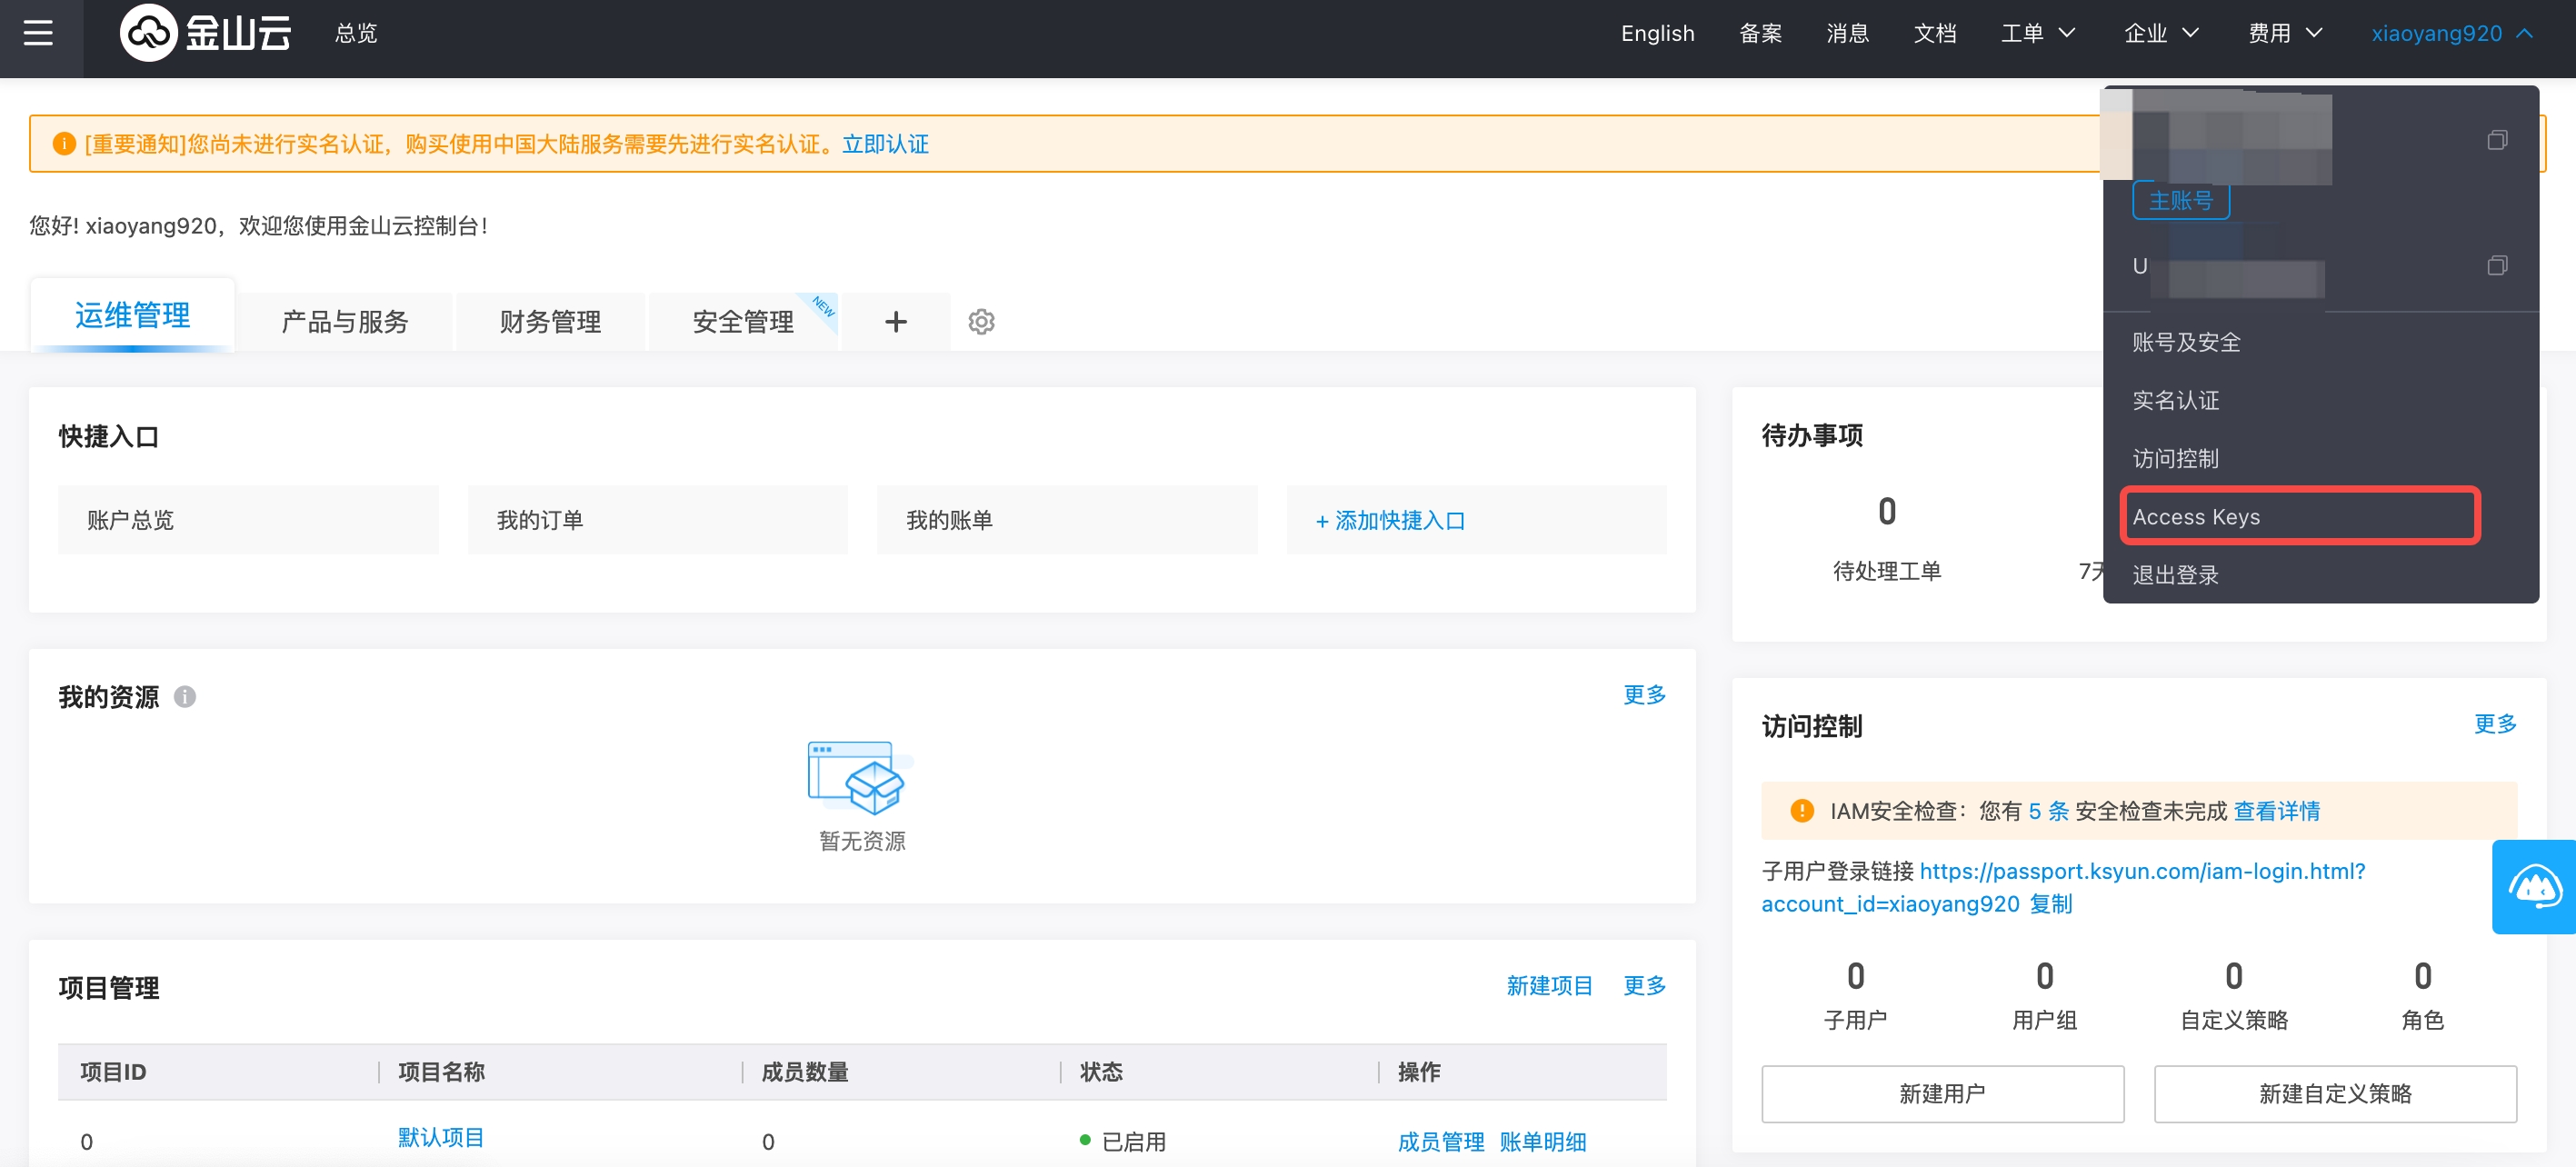 金山云
总览
English
备案
消息
文档
工单
企业
费用
xiaoyang920
[重要通知]您尚未进行实名认证，购买使用中国大陆服务需要先进行实名认证。立即认证
您好! xiaoyang920，欢迎您使用金山云控制台！
主账号
U
账号及安全
实名认证
访问控制
Access Keys
退出登录
运维管理
产品与服务
财务管理
安全管理
NEW
快捷入口
账户总览
我的订单
我的账单
+ 添加快捷入口
待办事项
0
待处理工单
7天
我的资源
更多
暂无资源
访问控制
更多
IAM安全检查：您有 5 条 安全检查未完成 查看详情
子用户登录链接 https://passport.ksyun.com/iam-login.html?
account_id=xiaoyang920 复制
0
子用户
0
用户组
0
自定义策略
0
角色
新建用户
新建自定义策略
项目管理
新建项目
更多
项目ID
项目名称
成员数量
状态
操作
0
默认项目
0
已启用
成员管理 账单明细